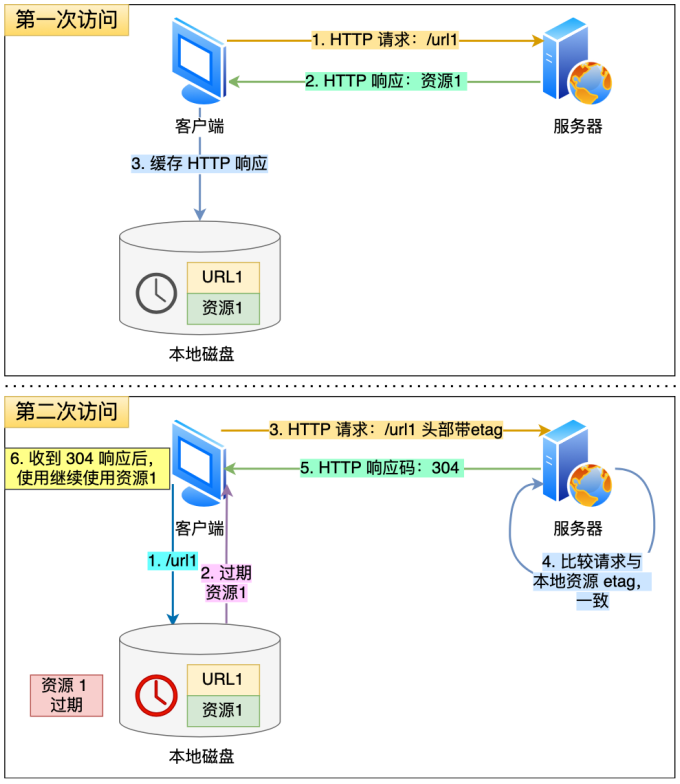 第一次访问
1. HTTP 请求：/url1
2. HTTP 响应：资源1
客户端
服务器
3. 缓存 HTTP 响应
URL1
资源1
本地磁盘
第二次访问
3. HTTP 请求：/url1 头部带etag
6. 收到 304 响应后，
使用继续使用资源1
5. HTTP 响应码：304
客户端
服务器
1. /url1
2. 过期
资源1
4. 比较请求与
本地资源 etag，
一致
资源 1
过期
URL1
资源1
本地磁盘